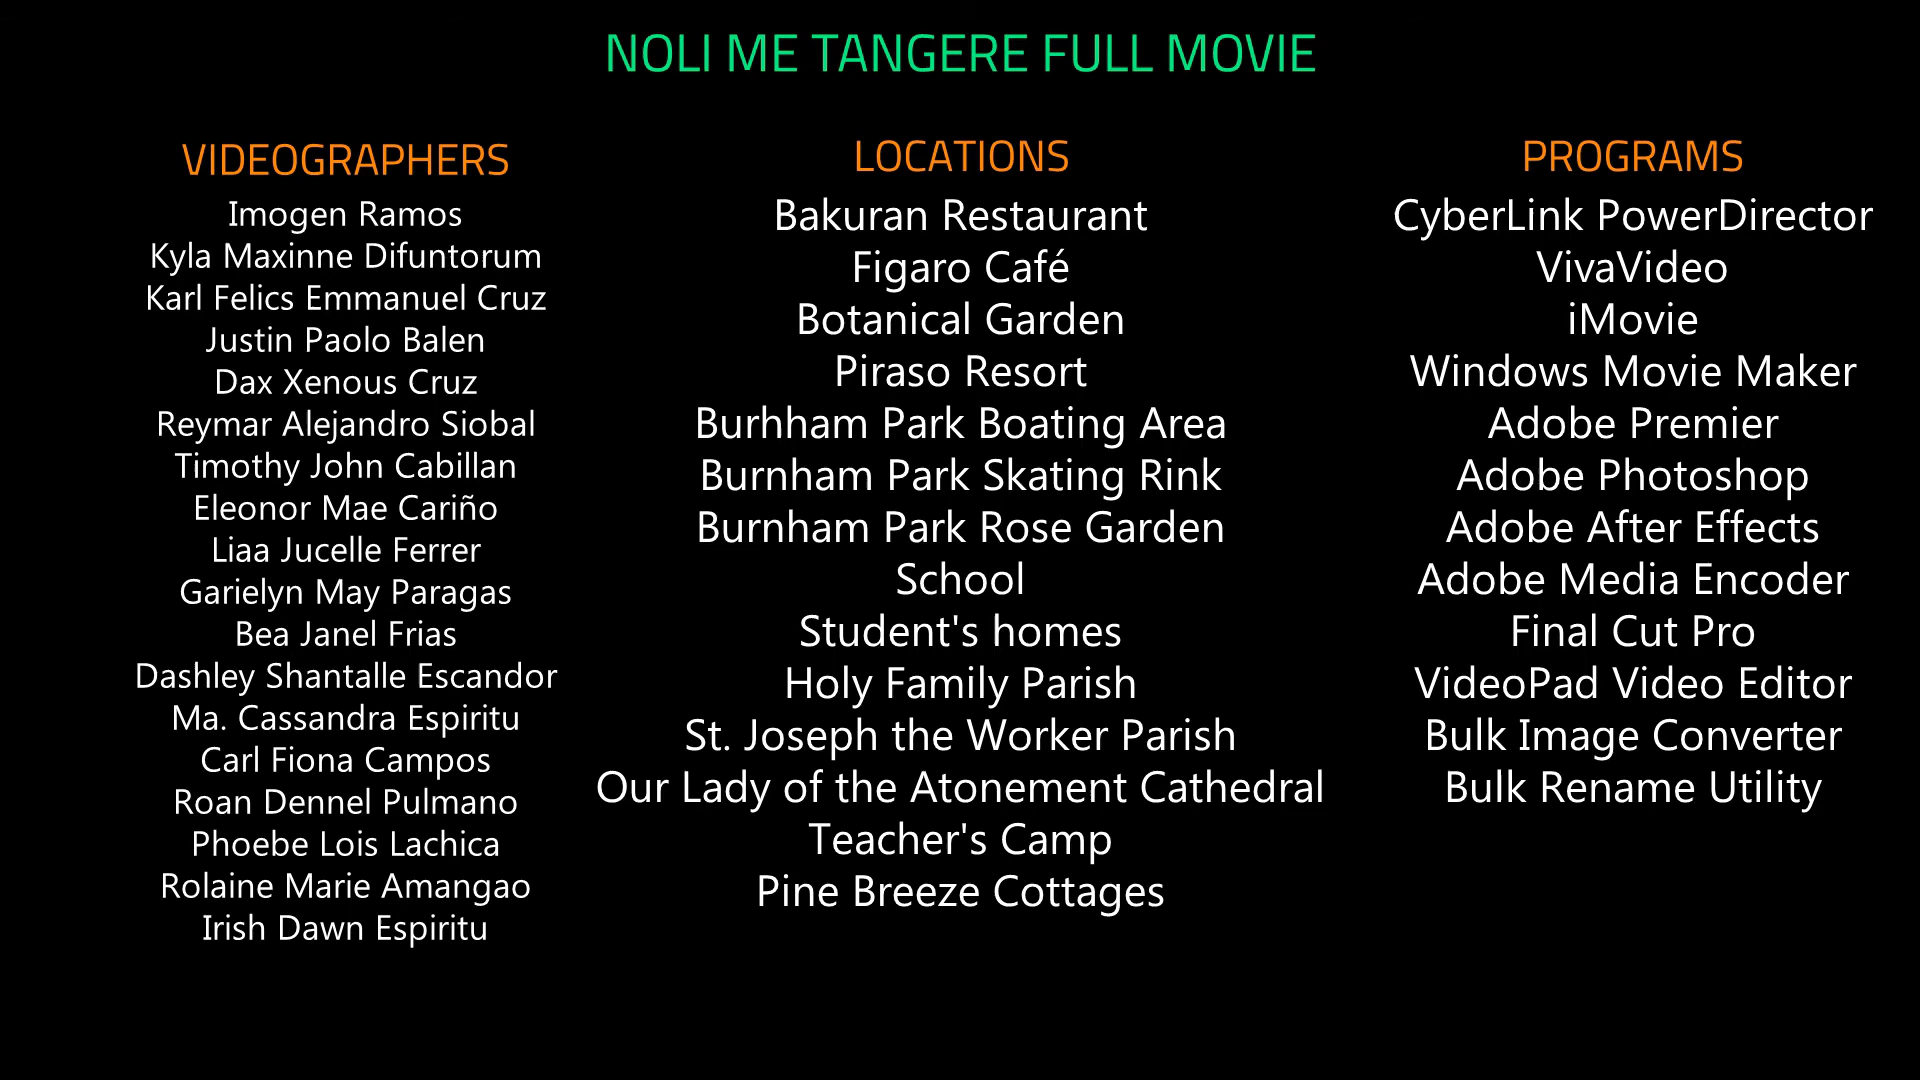 NOLI ME TANGERE FULL MOVIE
VIDEOGRAPHERS
Imogen Ramos
Kyla Maxinne Difuntorum
Karl Felics Emmanuel Cruz
Justin Paolo Balen
Dax Xenous Cruz
Reymar Alejandro Siobal
Timothy John Cabillan
Eleonor Mae Cariño
Liaa Jucelle Ferrer
Garielyn May Paragas
Bea Janel Frias
Dashley Shantalle Escandor
Ma. Cassandra Espiritu
Carl Fiona Campos
Roan Dennel Pulmano
Phoebe Lois Lachica
Rolaine Marie Amangao
Irish Dawn Espiritu
LOCATIONS
Bakuran Restaurant
Figaro Café
Botanical Garden
Piraso Resort
Burhham Park Boating Area
Burnham Park Skating Rink
Burnham Park Rose Garden
School
Student's homes
Holy Family Parish
St. Joseph the Worker Parish
Our Lady of the Atonement Cathedral
Teacher's Camp
Pine Breeze Cottages
PROGRAMS
CyberLink PowerDirector
VivaVideo
iMovie
Windows Movie Maker
Adobe Premier
Adobe Photoshop
Adobe After Effects
Adobe Media Encoder
Final Cut Pro
VideoPad Video Editor
Bulk Image Converter
Bulk Rename Utility